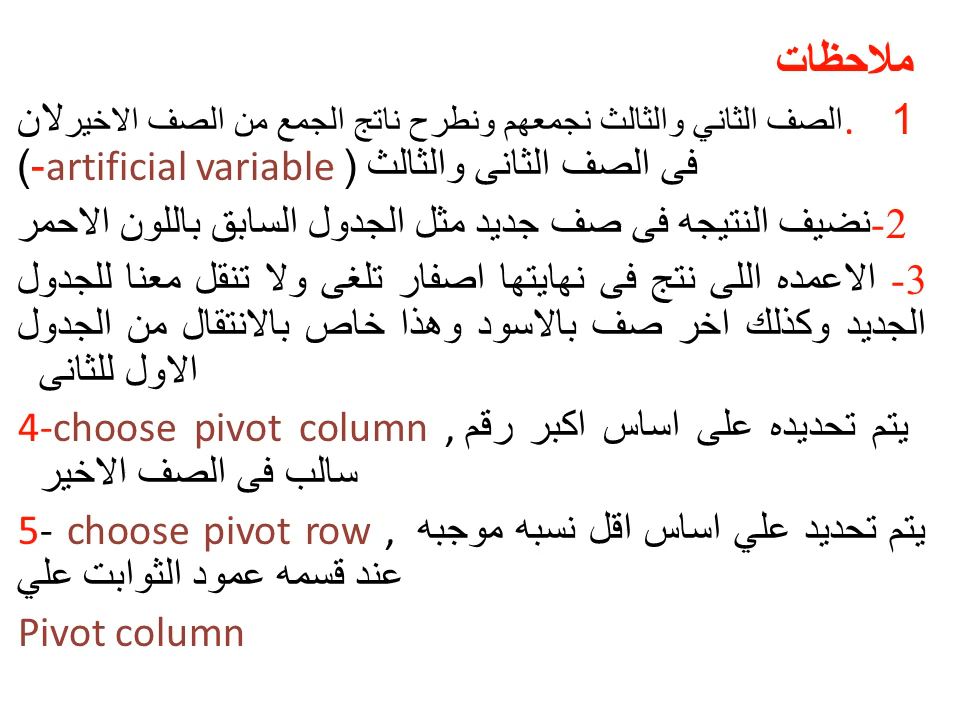 ملاحظات
1 .الصف الثاني والثالث نجمعهم ونطرح ناتج الجمع من الصف الاخيرلان
فى الصف الثانى والثالث ( artificial variable-)
2-نضيف النتيجه فى صف جديد مثل الجدول السابق باللون الاحمر
3- الاعمده اللى نتج فى نهايتها اصفار تلغى ولا تنقل معنا للجدول
الجديد وكذلك اخر صف بالاسود وهذا خاص بالانتقال من الجدول
الاول للثانى
4-choose pivot column , يتم تحديده على اساس اكبر رقم
سالب فى الصف الاخير
5- choose pivot row , يتم تحديد علي اساس اقل نسبه موجبه
عند قسمه عمود الثوابت علي
Pivot column